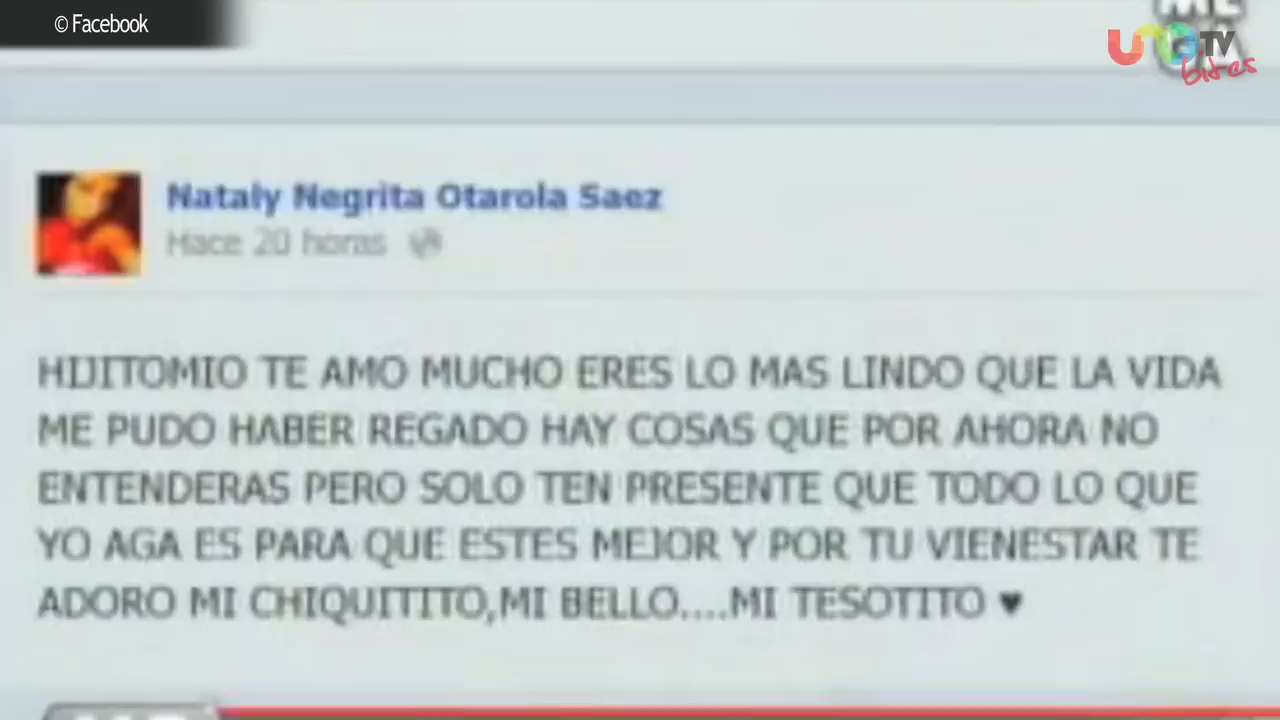 © Facebook
unoTV
bites
Nataly Negrita Otarola Saez
Hace 20 horas
HIJITOMIO TE AMO MUCHO ERES LO MAS LINDO QUE LA VIDA
ME PUDO HABER REGADO HAY COSAS QUE POR AHORA NO
ENTENDERAS PERO SOLO TEN PRESENTE QUE TODO LO QUE
YO AGA ES PARA QUE ESTES MEJOR Y POR TU VIENESTAR TE
ADORO MI CHIQUITITO,MI BELLO....MI TESOTITO ♥